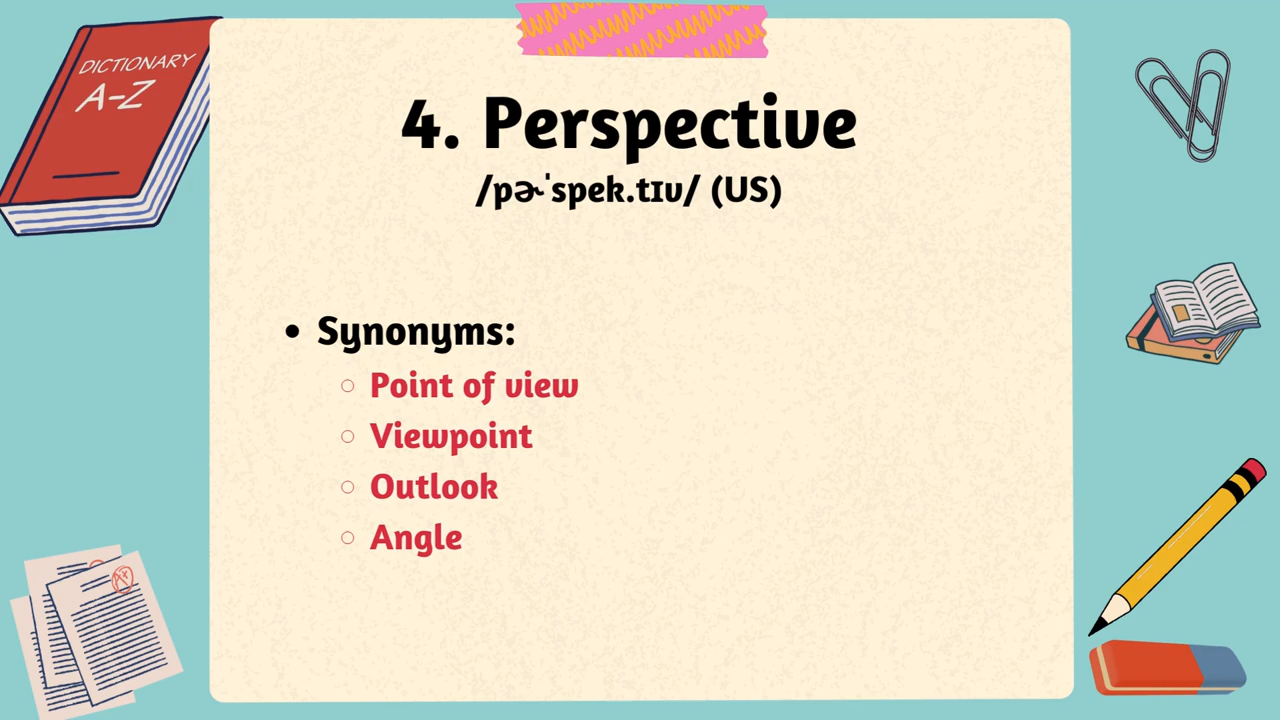 DICTIONARY
A-Z
4. Perspective
/pɚˈspek.tɪv/ (US)
• Synonyms:
○ Point of view
○ Viewpoint
○ Outlook
○ Angle
A+